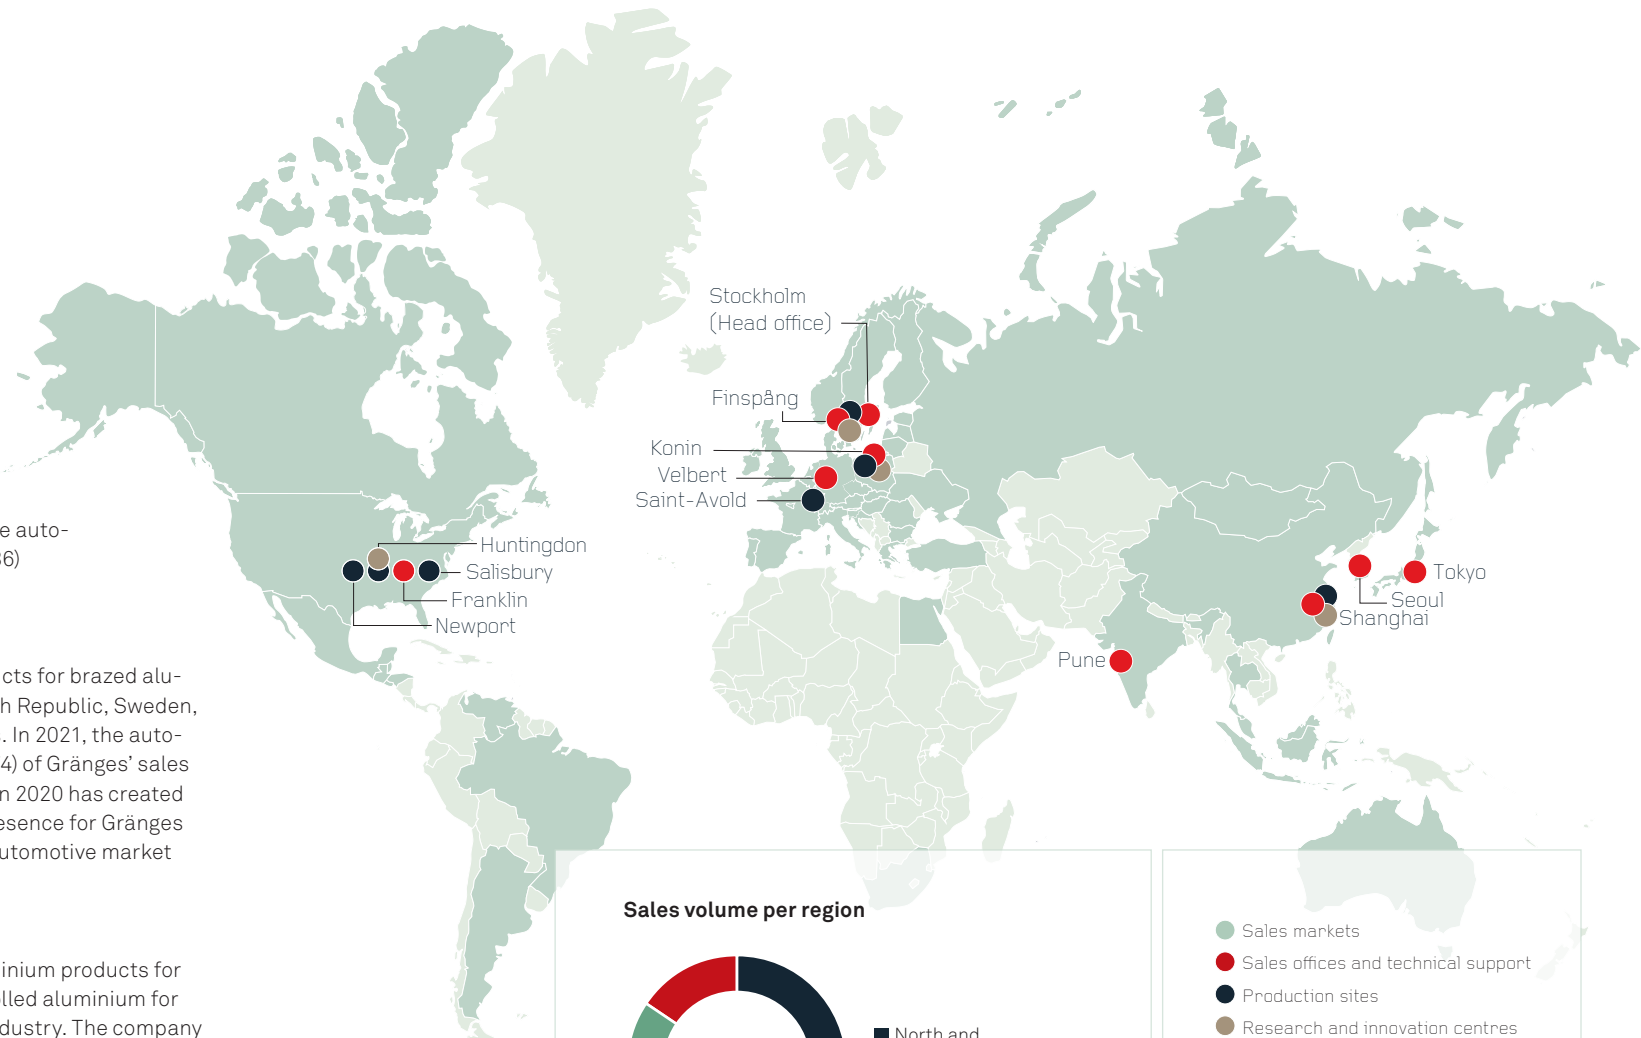 e auto-
36)
cts for brazed alu-
h Republic, Sweden,
. In 2021, the auto-
4) of Gränges’ sales
n 2020 has created
esence for Gränges
utomotive market
inium products for
lled aluminium for
ndustry. The company
Stockholm
(Head office)
Finspång
Konin
Velbert
Saint-Avold
Huntingdon
Salisbury
Franklin
Newport
Tokyo
Seoul
Shanghai
Pune
Sales volume per region
North and
Sales markets
Sales offices and technical support
Production sites
Research and innovation centres